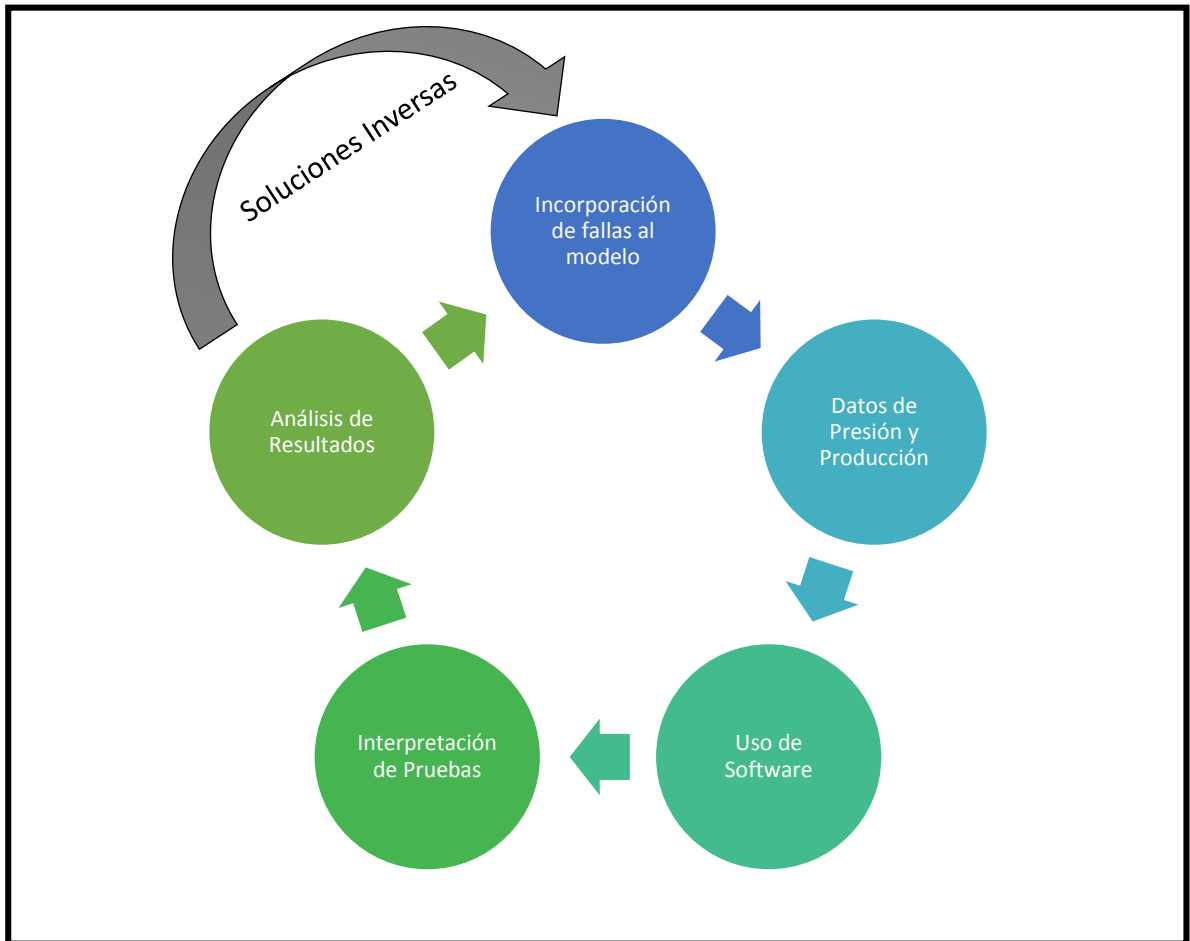 Soluciones Inversas
Incorporación
de fallas al
modelo
Datos de
Presión y
Producción
Uso de
Software
Interpretación
de Pruebas
Análisis de
Resultados